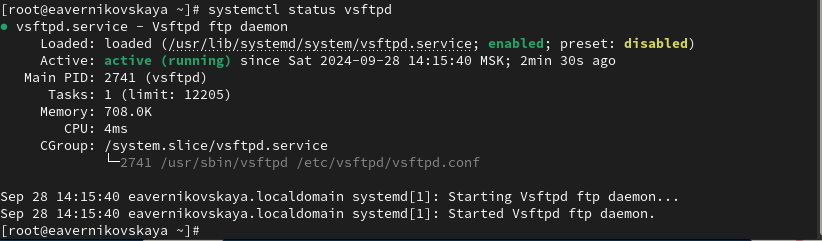 [root@eavernikovskaya ~]# systemctl status vsftpd
● vsftpd.service - Vsftpd ftp daemon
Loaded: loaded (/usr/lib/systemd/system/vsftpd.service; enabled; preset: disabled)
Active: active (running) since Sat 2024-09-28 14:15:40 MSK; 2min 30s ago
Main PID: 2741 (vsftpd)
Tasks: 1 (limit: 12205)
Memory: 708.0K
CPU: 4ms
CGroup: /system.slice/vsftpd.service
└─2741 /usr/sbin/vsftpd /etc/vsftpd/vsftpd.conf
Sep 28 14:15:40 eavernikovskaya.localdomain systemd[1]: Starting Vsftpd ftp daemon...
Sep 28 14:15:40 eavernikovskaya.localdomain systemd[1]: Started Vsftpd ftp daemon.
[root@eavernikovskaya ~]#